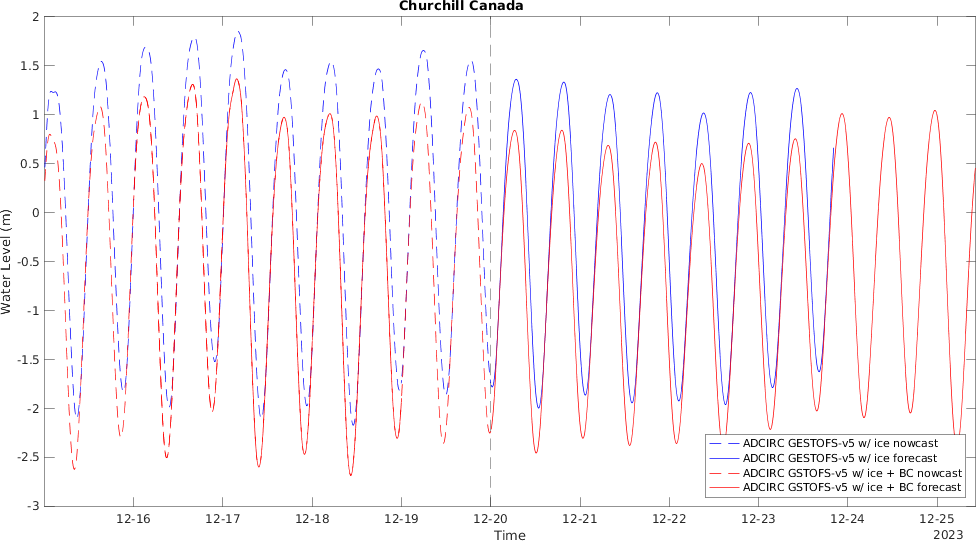 Churchill Canada
2
1.5
1
0.5
0
-0.5
-1
-1.5
-2
-2.5
-3
Water Level (m)
ADCIRC GESTOFS-v5 w/ ice nowcast
ADCIRC GESTOFS-v5 w/ ice forecast
ADCIRC GSTOFS-v5 w/ ice + BC nowcast
ADCIRC GSTOFS-v5 w/ ice + BC forecast
12-16 12-17 12-18 12-19 12-20 12-21 12-22 12-23 12-24 12-25
Time 2023